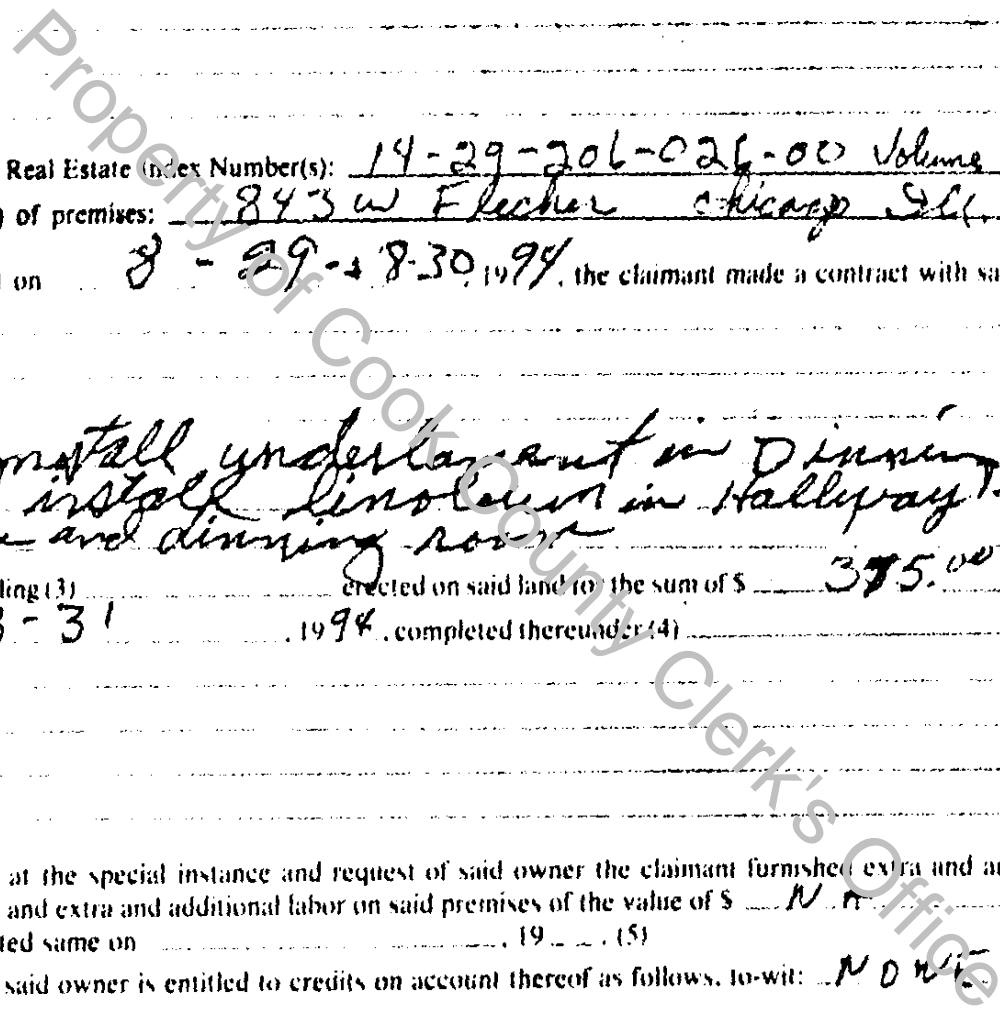 Real Estate Index Number(s): 14-29-206-026-00 Volume
) of premises: 843 W Flecher Chicago Ill.
on 8 - 29 - 8-30, 1994, the claimant made a contract with sa
install underlament in Dinning
install linoleum in Hallway
and dinning room
ding (3) erected on said land for the sum of $ 375.00
- 31 , 1994, completed thereunder (4)
at the special instance and request of said owner the claimant furnished extra and a
and extra and additional labor on said premises of the value of $ N A
ted same on , 19 . (5)
said owner is entitled to credits on account thereof as follows, to-wit: NONE
Property of Cook County Clerk's Office